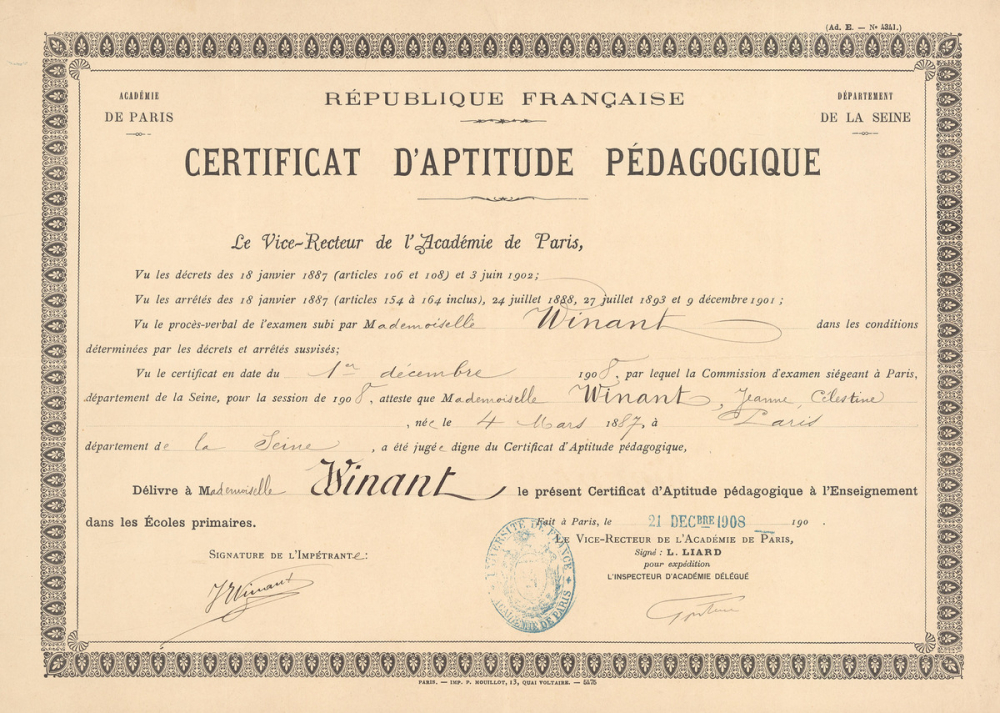 (Ad. E. — Nº 4241.)
ACADÉMIE
DE PARIS
RÉPUBLIQUE FRANÇAISE
DÉPARTEMENT
DE LA SEINE
CERTIFICAT D'APTITUDE PÉDAGOGIQUE
Le Vice-Recteur de l'Académie de Paris,
Vu les décrets des 18 janvier 1887 (articles 106 et 108) et 3 juin 1902;
Vu les arrêtés des 18 janvier 1887 (articles 154 à 164 inclus), 24 juillet 1888, 27 juillet 1893 et 9 décembre 1901;
Vu le procès-verbal de l'examen subi par Mademoiselle Winant dans les conditions
déterminées par les décrets et arrêtés susvisés;
Vu le certificat en date du 1er décembre 1908, par lequel la Commission d'examen siégeant à Paris,
département de la Seine, pour la session de 1908, atteste que Mademoiselle Winant, Jeanne, Célestine
, née le 4 Mars 1887, à Paris
département de la Seine, a été jugée digne du Certificat d'Aptitude pédagogique,
Délivre à Mademoiselle Winant le présent Certificat d'Aptitude pédagogique à l'Enseignement
dans les Écoles primaires.
Fait à Paris, le 21 DECBRE 1908 190 .
LE VICE-RECTEUR DE L'ACADÉMIE DE PARIS,
Signé : L. LIARD
pour expédition
L'INSPECTEUR D'ACADÉMIE DÉLÉGUÉ
SIGNATURE DE L'IMPÉTRANTe:
JWinant
UNIVERSITÉ DE FRANCE
ACADÉMIE DE PARIS
PARIS. — IMP. P. MOUILLOT, 13, QUAI VOLTAIRE. — 5175